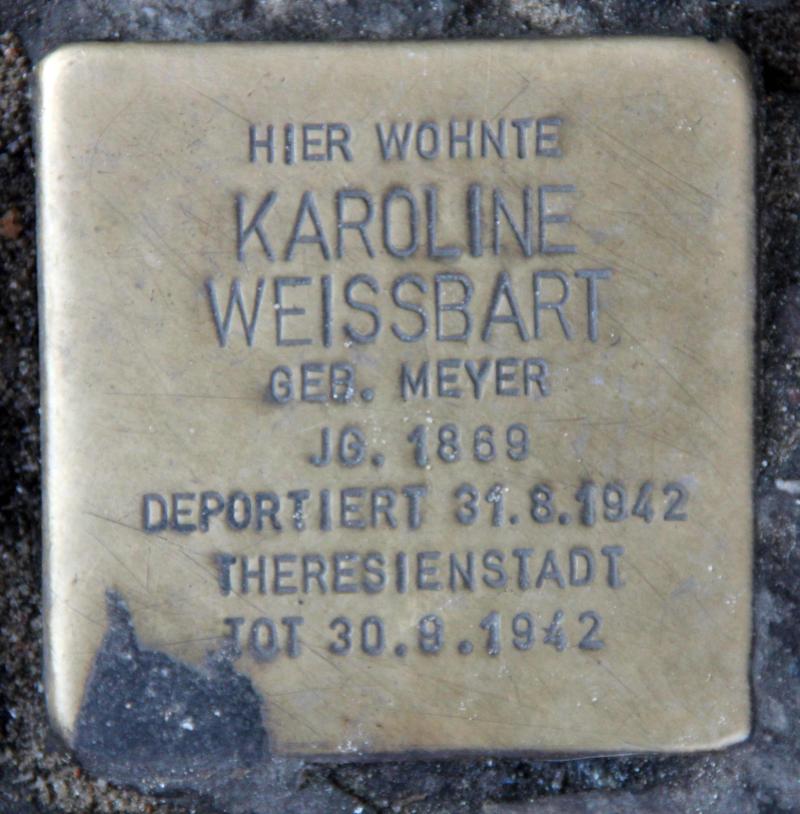 HIER WOHNTE
KAROLINE
WEISSBART
GEB. MEYER
JG. 1869
DEPORTIERT 31.8.1942
THERESIENSTADT
TOT 30.9.1942